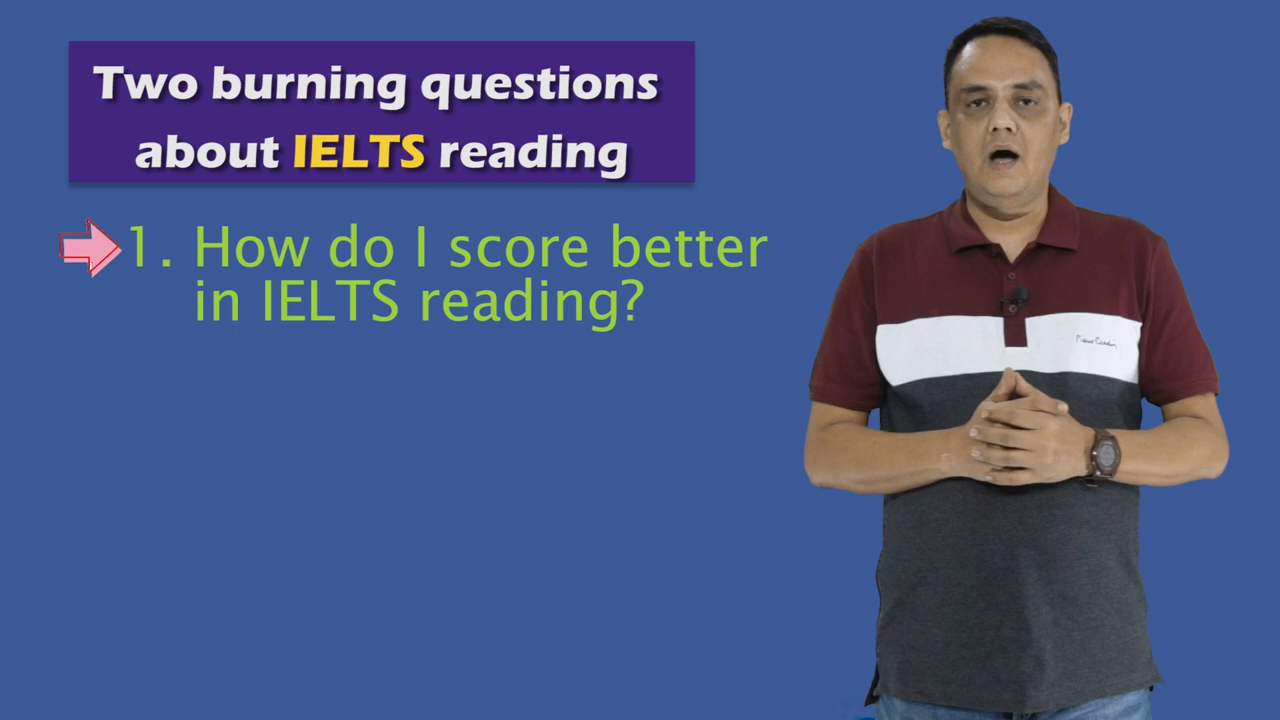 Two burning questions
about IELTS reading
1. How do I score better
in IELTS reading?